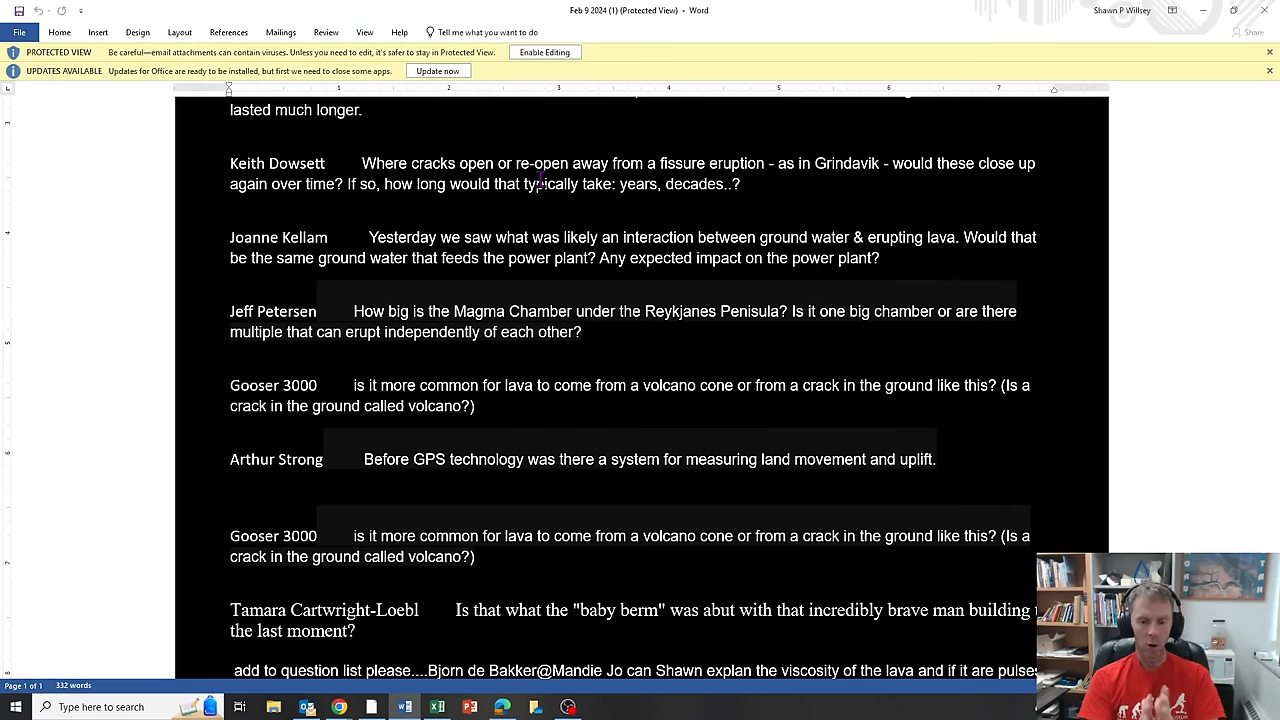 Feb 9 2024 (1) (Protected View) - Word
Shawn P Willsey
File Home Insert Draw Design Layout References Mailings Review View Help Tell me what you want to do Share
PROTECTED VIEW Be careful—email attachments can contain viruses. Unless you need to edit, it's safer to stay in Protected View. Enable Editing
UPDATES AVAILABLE Updates for Office are ready to be installed, but first we need to close some apps. Update now
1 2 3 4 5 6 7
lasted much longer.
Keith Dowsett Where cracks open or re-open away from a fissure eruption - as in Grindavik - would these close up
again over time? If so, how long would that typically take: years, decades..?
Joanne Kellam Yesterday we saw what was likely an interaction between ground water & erupting lava. Would that
be the same ground water that feeds the power plant? Any expected impact on the power plant?
Jeff Petersen How big is the Magma Chamber under the Reykjanes Penisula? Is it one big chamber or are there
multiple that can erupt independently of each other?
Gooser 3000 is it more common for lava to come from a volcano cone or from a crack in the ground like this? (Is a
crack in the ground called volcano?)
Arthur Strong Before GPS technology was there a system for measuring land movement and uplift.
Gooser 3000 is it more common for lava to come from a volcano cone or from a crack in the ground like this? (Is a
crack in the ground called volcano?)
Tamara Cartwright-Loebl Is that what the "baby berm" was abut with that incredibly brave man building
the last moment?
add to question list please....Bjorn de Bakker@Mandie Jo can Shawn explan the viscosity of the lava and if it are pulses
Page 1 of 1 332 words
Type here to search